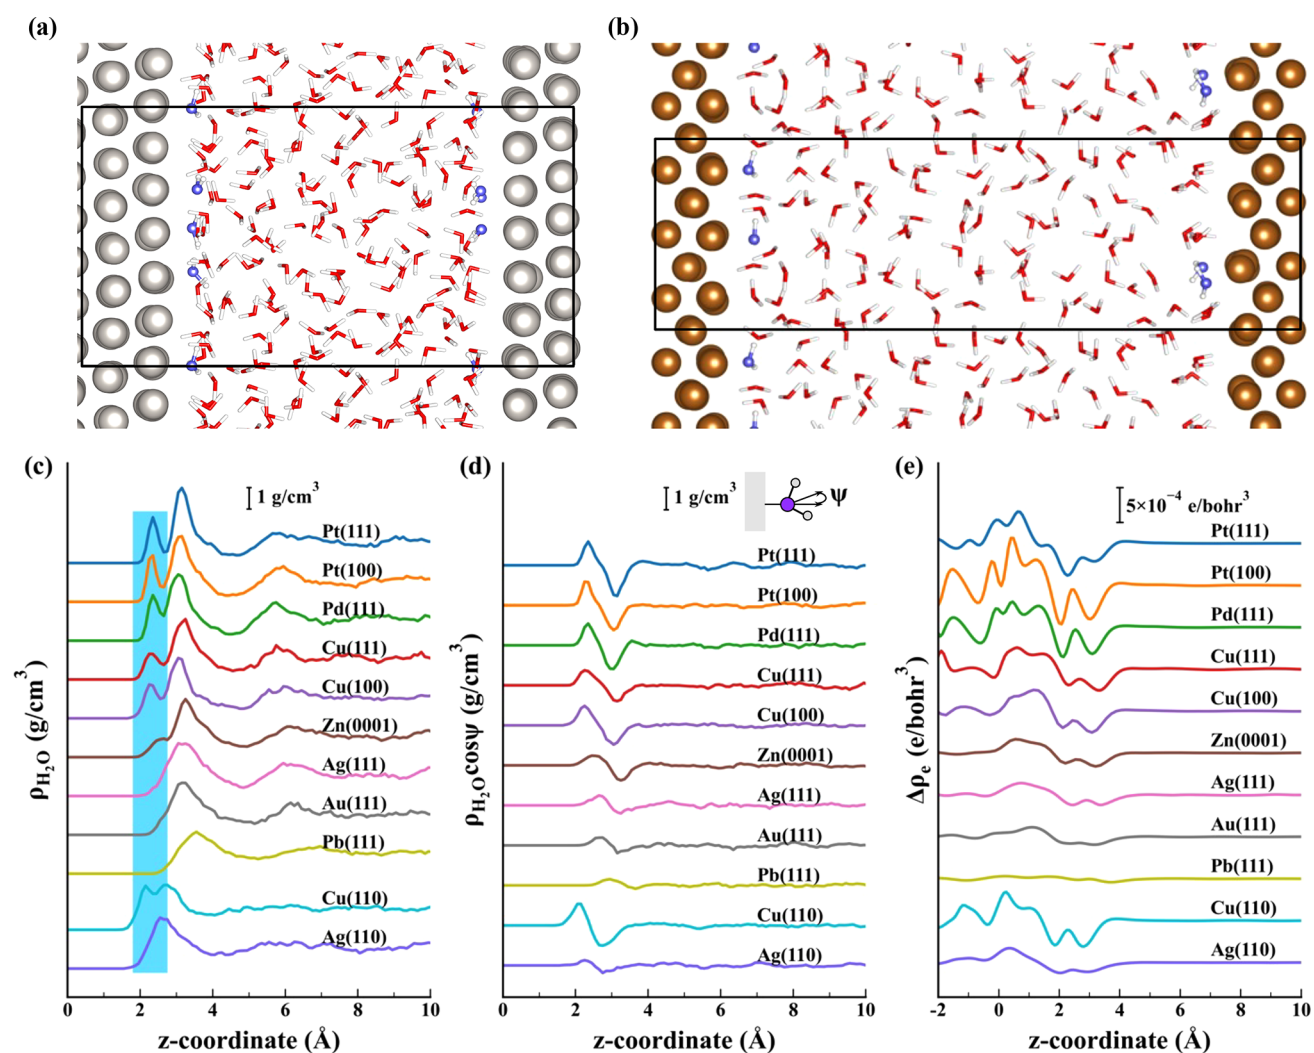 (a)
(b)
(c)
1 g/cm³
Pt(111)
Pt(100)
Pd(111)
Cu(111)
Cu(100)
Zn(0001)
Ag(111)
Au(111)
Pb(111)
Cu(110)
Ag(110)
ρH₂O (g/cm³)
0 2 4 6 8 10
z-coordinate (Å)
(d)
1 g/cm³
ψ
Pt(111)
Pt(100)
Pd(111)
Cu(111)
Cu(100)
Zn(0001)
Ag(111)
Au(111)
Pb(111)
Cu(110)
Ag(110)
ρH₂Ocosψ (g/cm³)
0 2 4 6 8 10
z-coordinate (Å)
(e)
5×10⁻⁴ e/bohr³
Pt(111)
Pt(100)
Pd(111)
Cu(111)
Cu(100)
Zn(0001)
Ag(111)
Au(111)
Pb(111)
Cu(110)
Ag(110)
Δρe (e/bohr³)
-2 0 2 4 6 8 10
z-coordinate (Å)